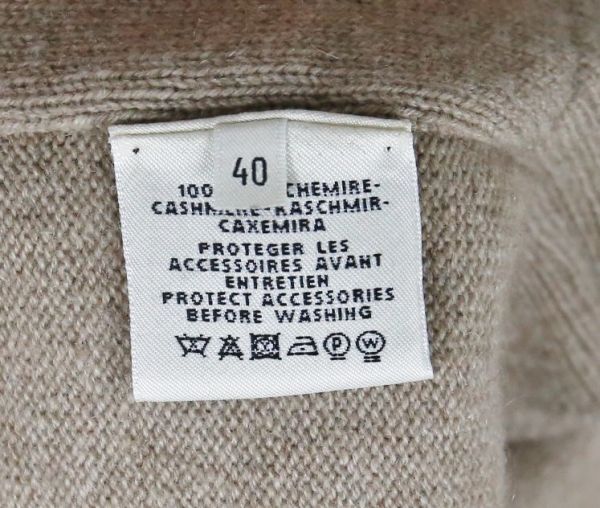 40
100 CHEMIRE-
CASHMERE-KASCHMIR-
CAXEMIRA
PROTEGER LES
ACCESSOIRES AVANT
ENTRETIEN
PROTECT ACCESSORIES
BEFORE WASHING
P W